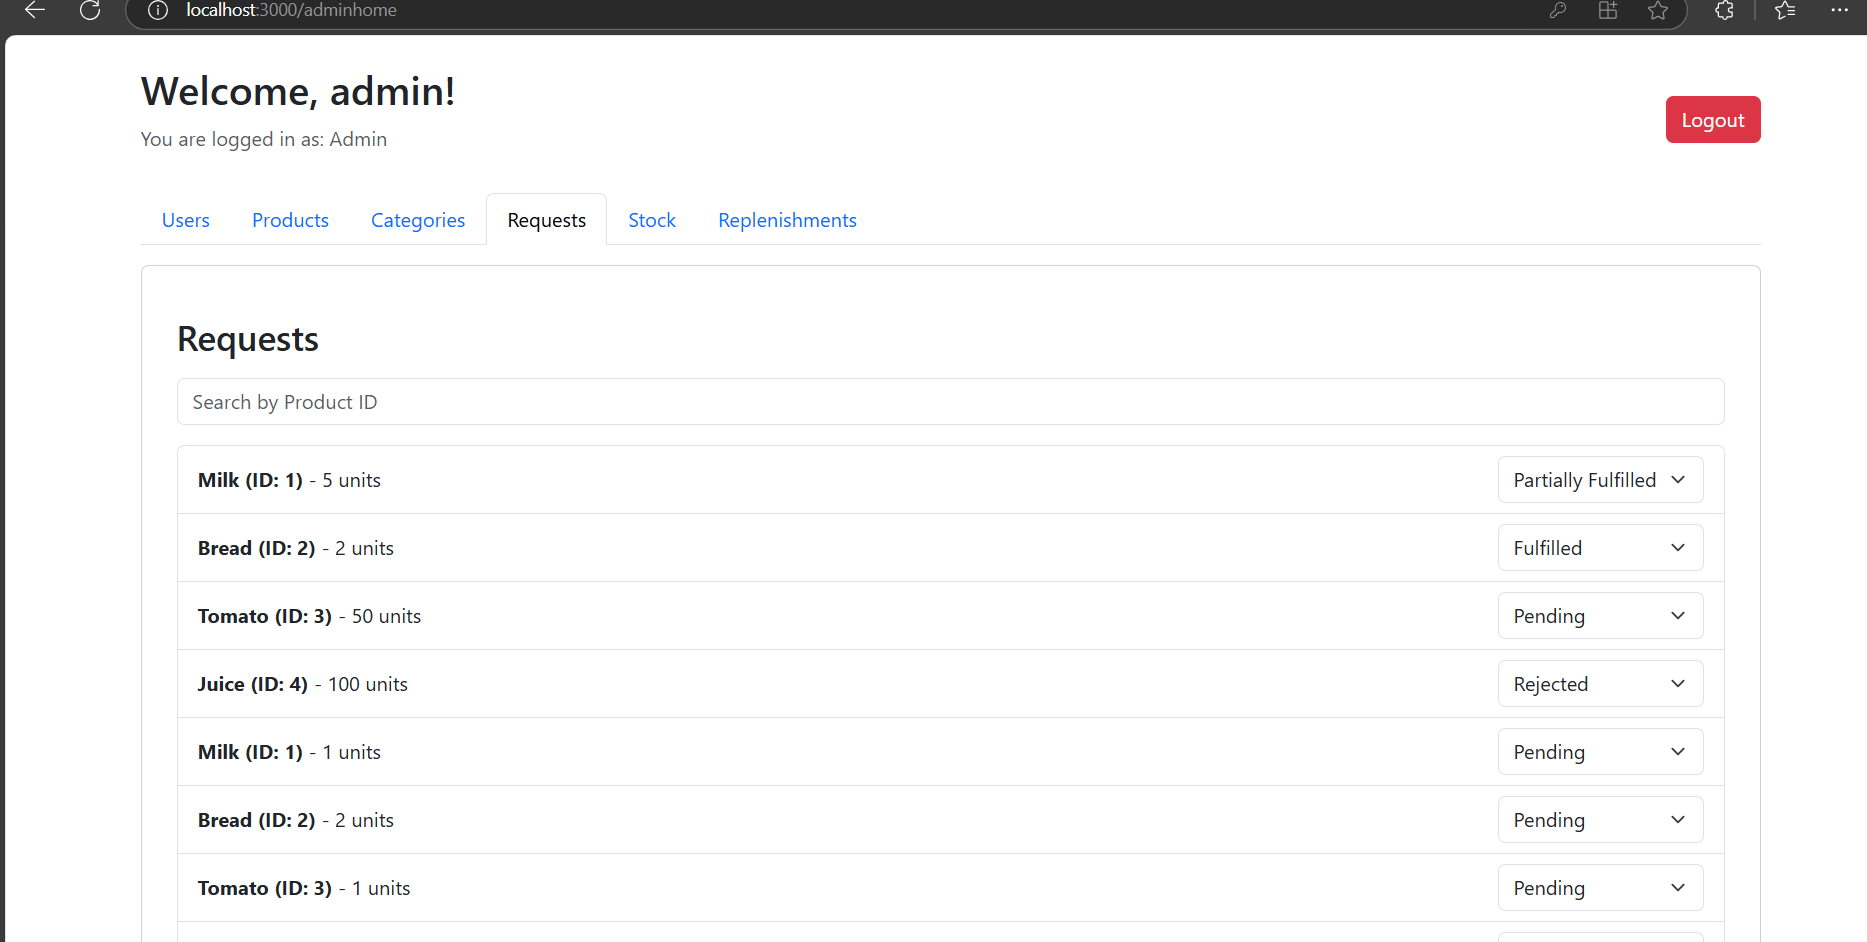 localhost:3000/adminhome
Welcome, admin!
You are logged in as: Admin
Logout
Users Products Categories Requests Stock Replenishments
Requests
Search by Product ID
Milk (ID: 1) - 5 units Partially Fulfilled
Bread (ID: 2) - 2 units Fulfilled
Tomato (ID: 3) - 50 units Pending
Juice (ID: 4) - 100 units Rejected
Milk (ID: 1) - 1 units Pending
Bread (ID: 2) - 2 units Pending
Tomato (ID: 3) - 1 units Pending